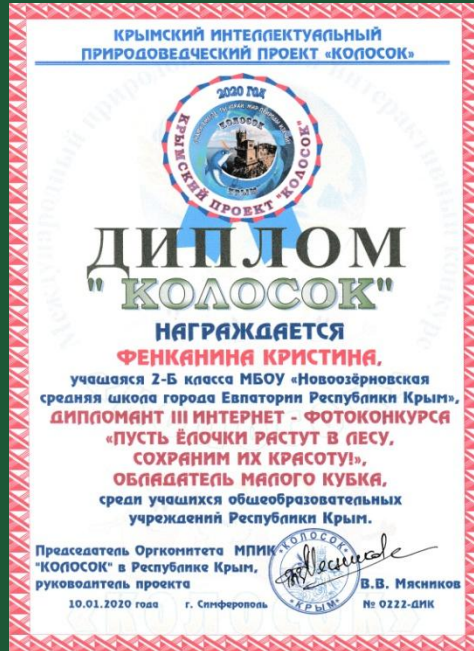 КРЫМСКИЙ ИНТЕЛЛЕКТУАЛЬНЫЙ
ПРИРОДОВЕДЧЕСКИЙ ПРОЕКТ «КОЛОСОК»
2020 ГОД
КОЛОСОК
КРЫМ
КРЫМСКИЙ ПРОЕКТ "КОЛОСОК"
ДИПЛОМ
" КОЛОСОК"
НАГРАЖДАЕТСЯ
ФЕНКАНИНА КРИСТИНА,
учащаяся 2-Б класса МБОУ «Новоозёрновская
средняя школа города Евпатории Республики Крым»,
ДИПЛОМАНТ III ИНТЕРНЕТ - ФОТОКОНКУРСА
«ПУСТЬ ЁЛОЧКИ РАСТУТ В ЛЕСУ,
СОХРАНИМ ИХ КРАСОТУ!»,
ОБЛАДАТЕЛЬ МАЛОГО КУБКА,
среди учащихся общеобразовательных
учреждений Республики Крым.
Председатель Оргкомитета МПИК
"КОЛОСОК" в Республике Крым,
руководитель проекта В.В. Мясников
КОЛОСОК
КРЫМ
10.01.2020 года г. Симферополь № 0222-ДИК
«КОЛОСОК»